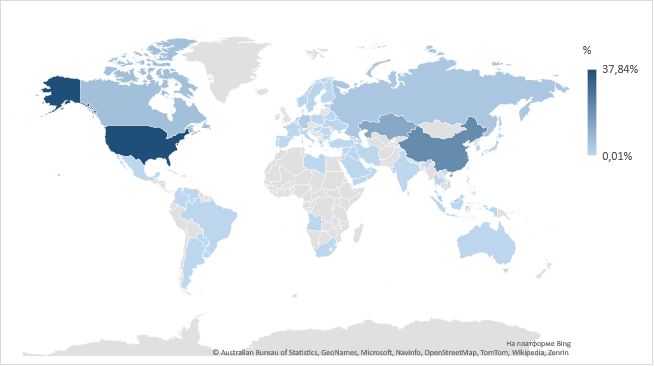 %
37,84%
0,01%
На платформе Bing
© Australian Bureau of Statistics, GeoNames, Microsoft, Navinfo, OpenStreetMap, TomTom, Wikipedia, Zenrin